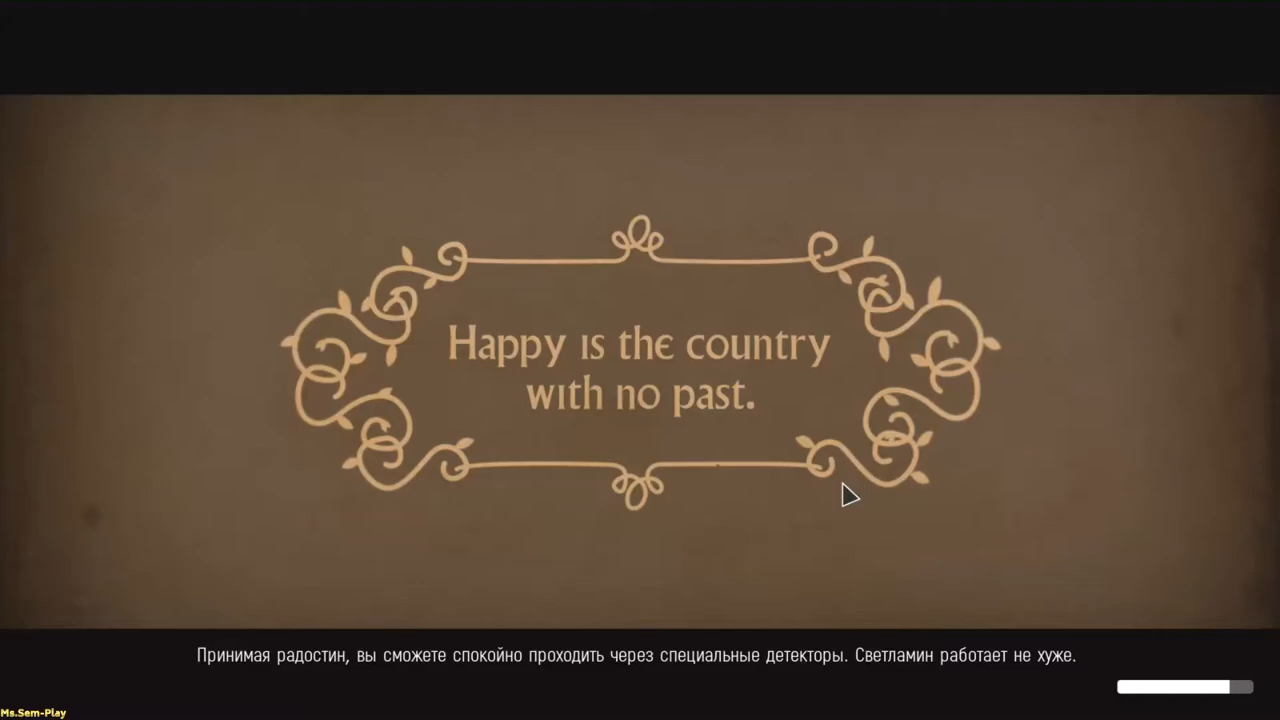 Happy is the country
with no past.
Принимая радостин, вы сможете спокойно проходить через специальные детекторы. Светламин работает не хуже.
Ms.Sem-Play